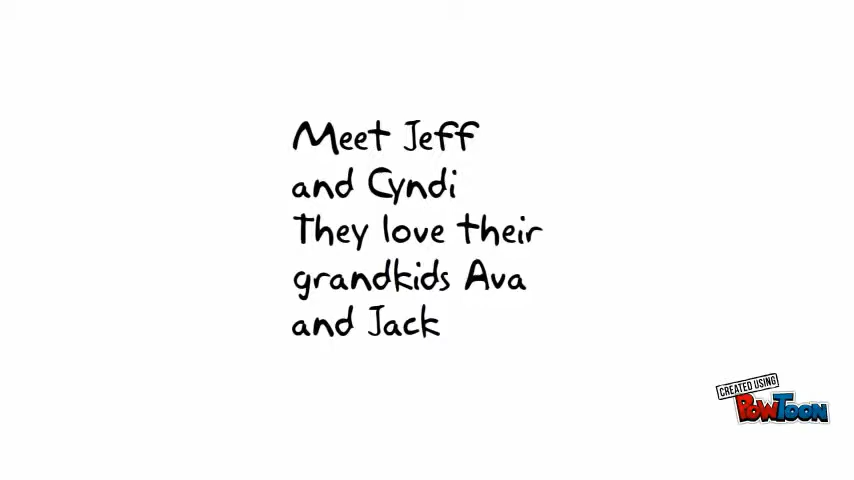 Meet Jeff
and Cyndi
They love their
grandkids Ava
and Jack
CREATED USING
POWTOON